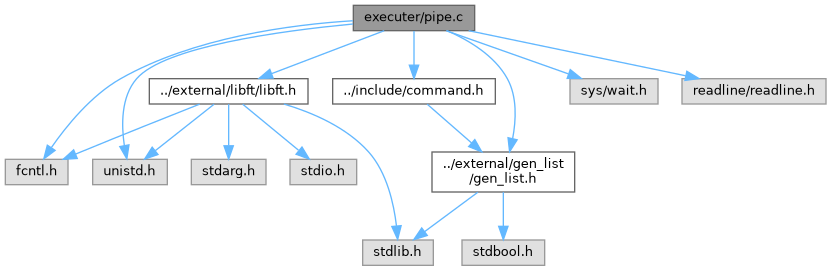 executer/pipe.c
../external/libft/libft.h
../include/command.h
sys/wait.h
readline/readline.h
fcntl.h
unistd.h
stdarg.h
stdio.h
../external/gen_list
/gen_list.h
stdlib.h
stdbool.h